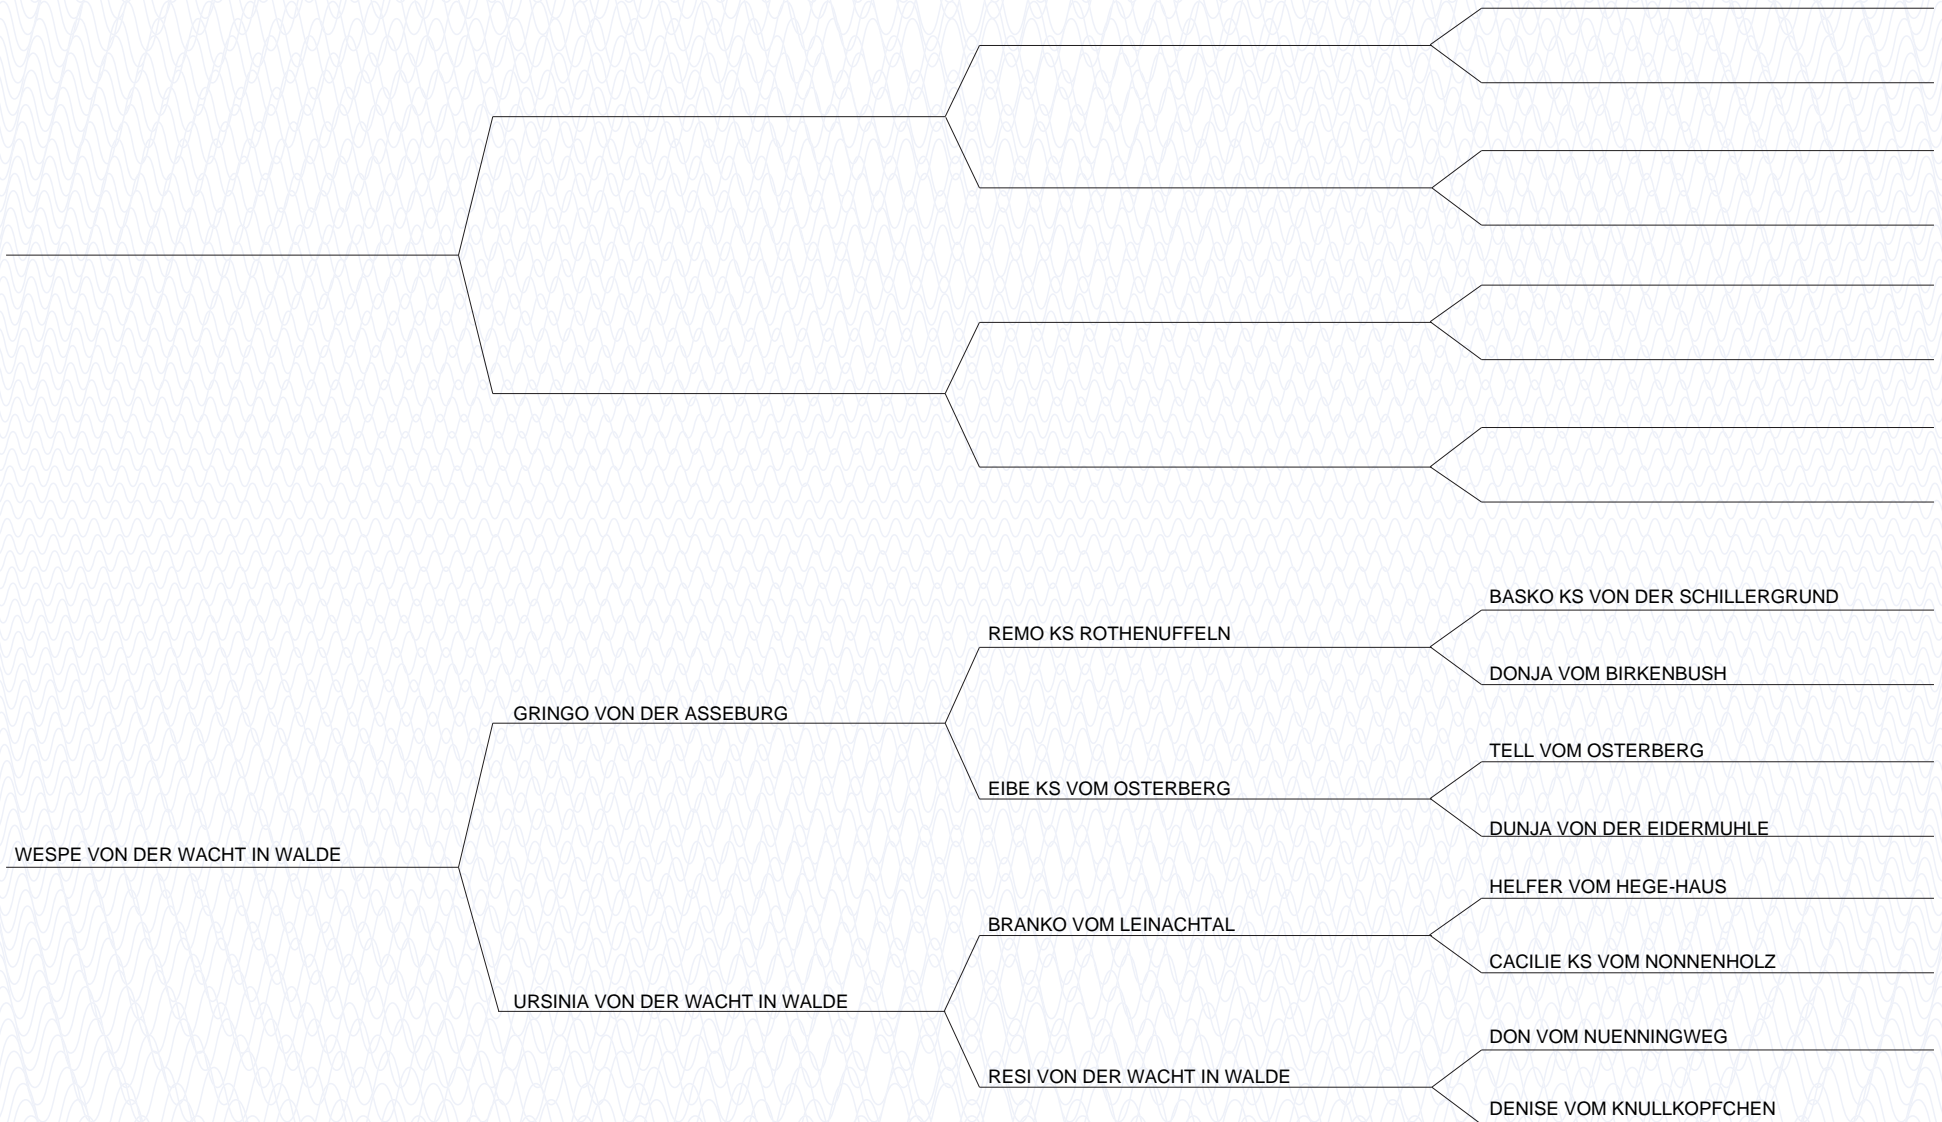 BASKO KS VON DER SCHILLERGRUND
REMO KS ROTHENUFFELN
DONJA VOM BIRKENBUSH
GRINGO VON DER ASSEBURG
TELL VOM OSTERBERG
EIBE KS VOM OSTERBERG
DUNJA VON DER EIDERMUHLE
WESPE VON DER WACHT IN WALDE
HELFER VOM HEGE-HAUS
BRANKO VOM LEINACHTAL
CACILIE KS VOM NONNENHOLZ
URSINIA VON DER WACHT IN WALDE
DON VOM NUENNINGWEG
RESI VON DER WACHT IN WALDE
DENISE VOM KNULLKOPFCHEN